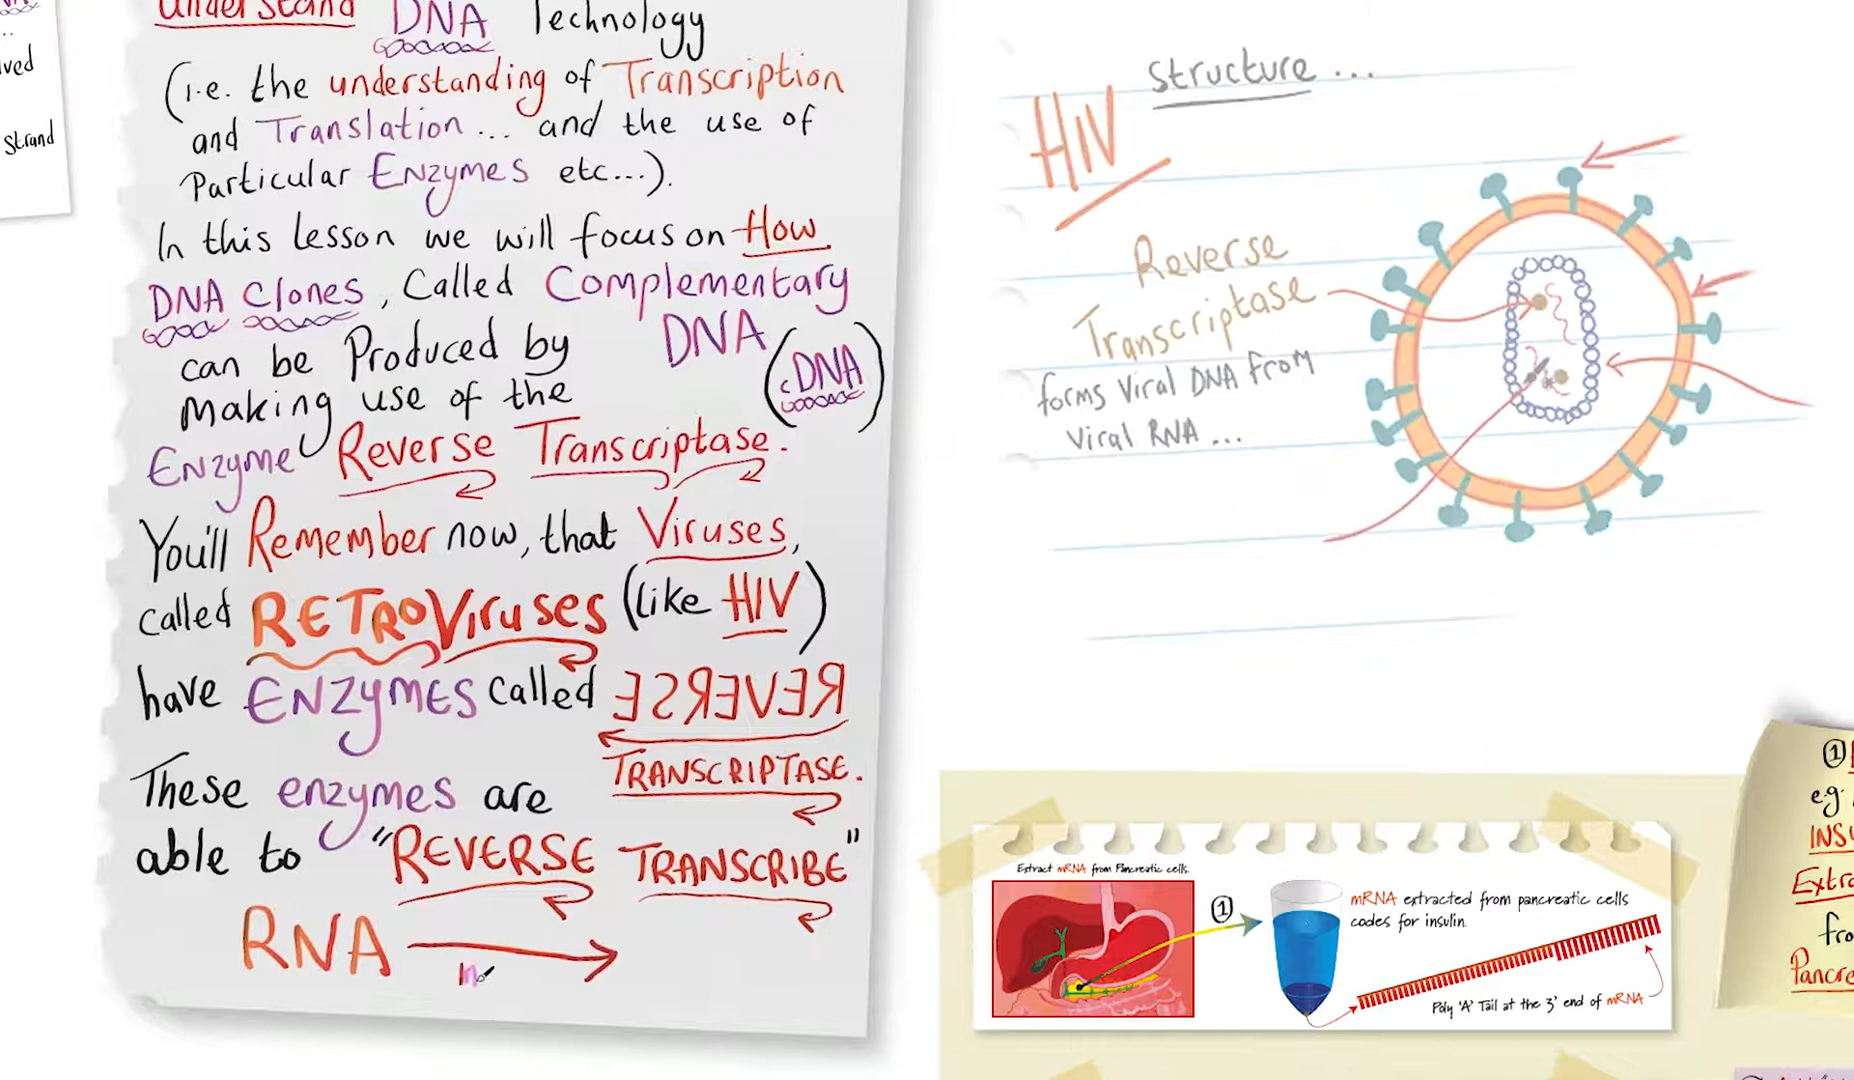 ...
ved
Strand
Understand DNA Technology
(i.e. the understanding of Transcription
and Translation... and the use of
Particular Enzymes etc...).
In this lesson we will focus on How
DNA Clones, Called Complementary
DNA
(cDNA)
can be Produced by
Making use of the
Enzyme Reverse Transcriptase.
You'll Remember now, that Viruses,
called RETROViruses (like HIV)
have ENZYMES called REVERSE
TRANSCRIPTASE.
These enzymes are
able to "REVERSE TRANSCRIBE"
RNA
in
structure...
HIV
Reverse
Transcriptase
forms Viral DNA from
Viral RNA ...
Extract mRNA from Pancreatic cells.
①
mRNA extracted from pancreatic cells
codes for insulin.
Poly 'A' Tail at the 3' end of mRNA
①
e.g.
INSU
Extra
fro
Pancre